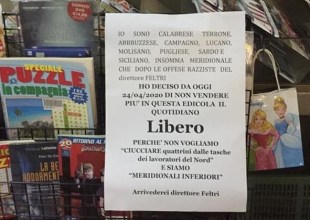 IO SONO CALABRESE TERRONE,
ABRUZZESE, CAMPAGNO, LUCANO,
MOLISANO, PUGLIESE, SARDO E
SICILIANO, INSOMMA MERIDIONALE
CHE DOPO LE OFFESE RAZZISTE DEL
direttore FELTRI
HO DECISO DA OGGI
24/04/2020 DI NON VENDERE
PIU' IN QUESTA EDICOLA IL
QUOTIDIANO
Libero
PERCHE' NON VOGLIAMO
"CIUCCIARE quattrini dalle tasche
dei lavoratori del Nord"
E SIAMO
"MERIDIONALI INFERIORI"
Arrivederci direttore Feltri
SPECIALE
PUZZLE
in compagnia
RITORNO AL